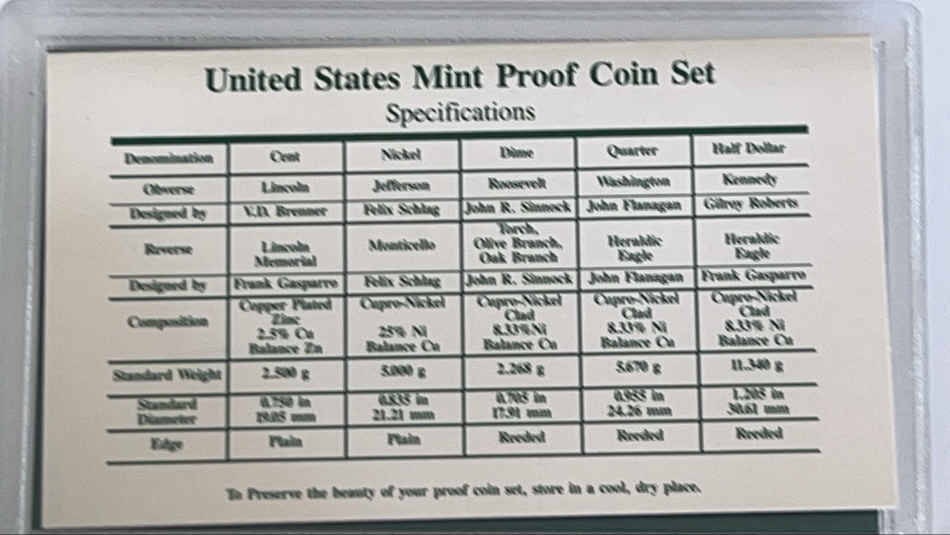 United States Mint Proof Coin Set
Specifications
Denomination Cent Nickel Dime Quarter Half Dollar
Obverse Lincoln Jefferson Roosevelt Washington Kennedy
Designed by V.D. Brenner Felix Schlag John R. Sinnock John Flanagan Gilroy Roberts
Reverse Lincoln Memorial Monticello Torch, Olive Branch, Oak Branch Heraldic Eagle Heraldic Eagle
Designed by Frank Gasparro Felix Schlag John R. Sinnock John Flanagan Frank Gasparro
Composition Copper Plated Zinc 2.5% Cu Balance Zn Cupro-Nickel 25% Ni Balance Cu Cupro-Nickel Clad 8.33%Ni Balance Cu Cupro-Nickel Clad 8.33% Ni Balance Cu Cupro-Nickel Clad 8.33% Ni Balance Cu
Standard Weight 2.500 g 5.000 g 2.268 g 5.670 g 11.340 g
Standard Diameter 0.750 in 19.05 mm 0.835 in 21.21 mm 0.705 in 17.91 mm 0.955 in 24.26 mm 1.205 in 30.61 mm
Edge Plain Plain Reeded Reeded Reeded
To Preserve the beauty of your proof coin set, store in a cool, dry place.